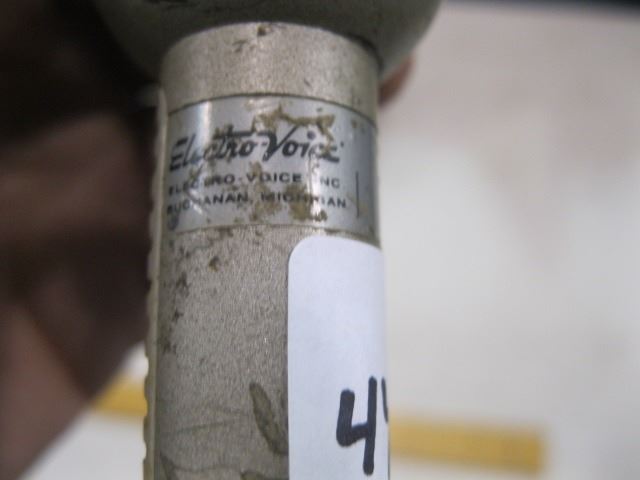 Electro-Voice
ELECTRO-VOICE INC.
BUCHANAN, MICHIGAN
4